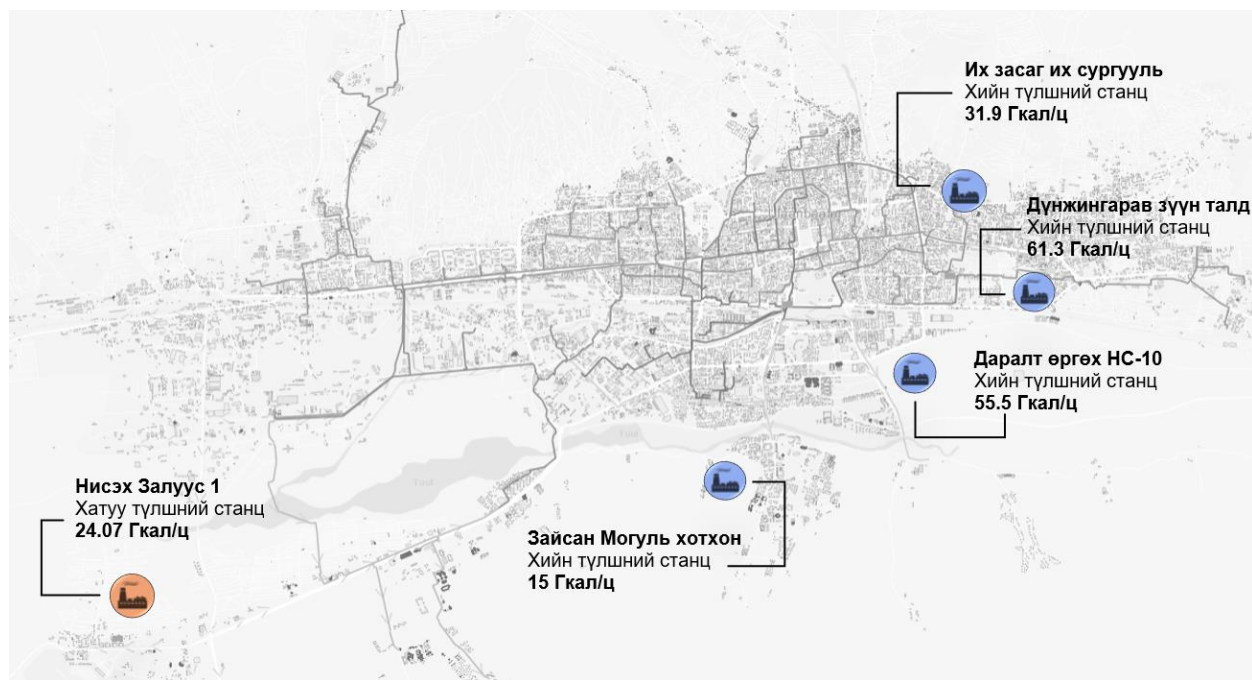 Их засаг их сургууль
Хийн түлшний станц
31.9 Гкал/ц
Дүнжингарав зүүн талд
Хийн түлшний станц
61.3 Гкал/ц
Даралт өргөх НС-10
Хийн түлшний станц
55.5 Гкал/ц
Нисэх Залуус 1
Хатуу түлшний станц
24.07 Гкал/ц
Зайсан Могуль хотхон
Хийн түлшний станц
15 Гкал/ц